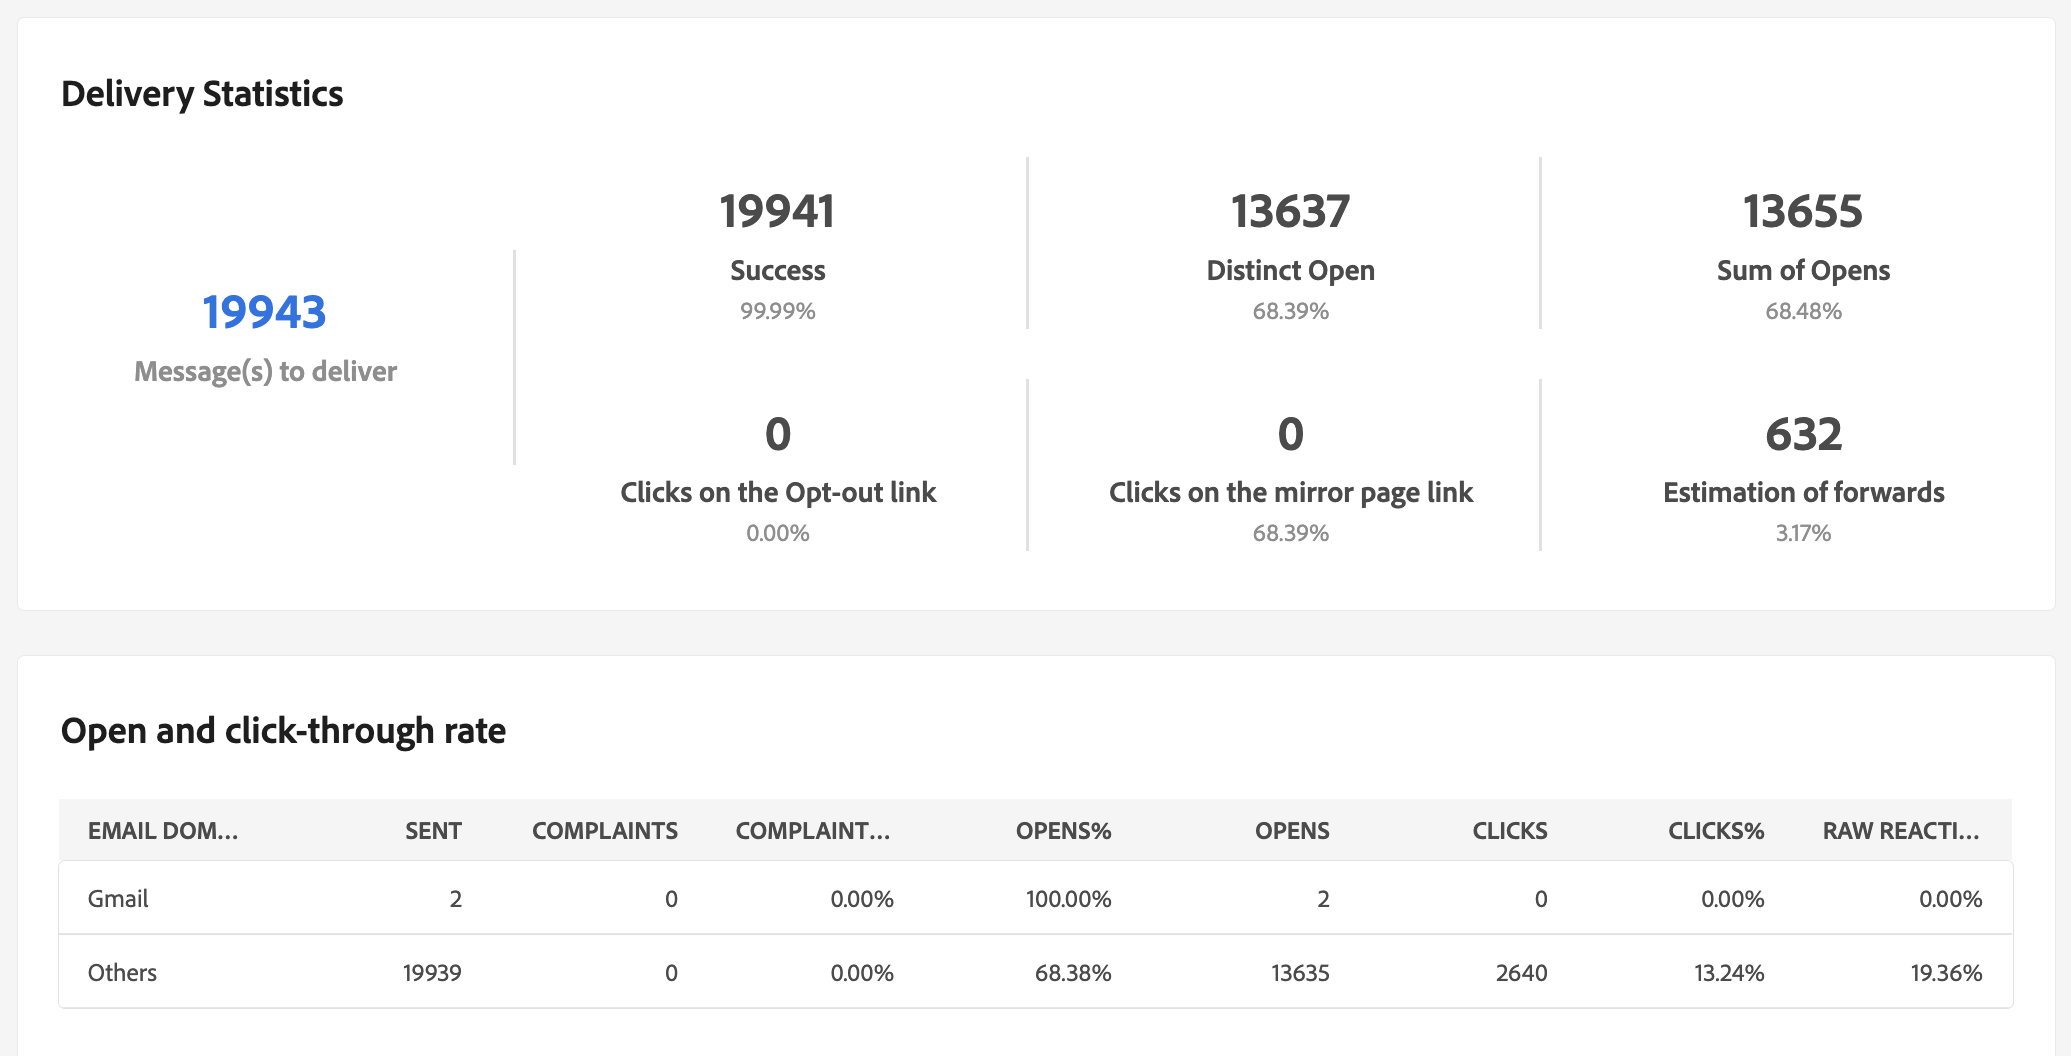 Delivery Statistics
19943
Message(s) to deliver
19941
Success
99.99%
13637
Distinct Open
68.39%
13655
Sum of Opens
68.48%
0
Clicks on the Opt-out link
0.00%
0
Clicks on the mirror page link
68.39%
632
Estimation of forwards
3.17%
Open and click-through rate
EMAIL DOM... SENT COMPLAINTS COMPLAINT... OPENS% OPENS CLICKS CLICKS% RAW REACTI...
Gmail 2 0 0.00% 100.00% 2 0 0.00% 0.00%
Others 19939 0 0.00% 68.38% 13635 2640 13.24% 19.36%